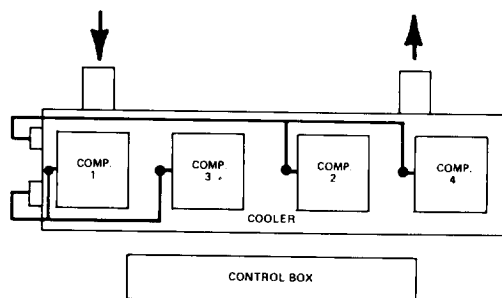 COMP.
1
COMP.
3
COMP.
2
COMP.
4
COOLER
CONTROL BOX